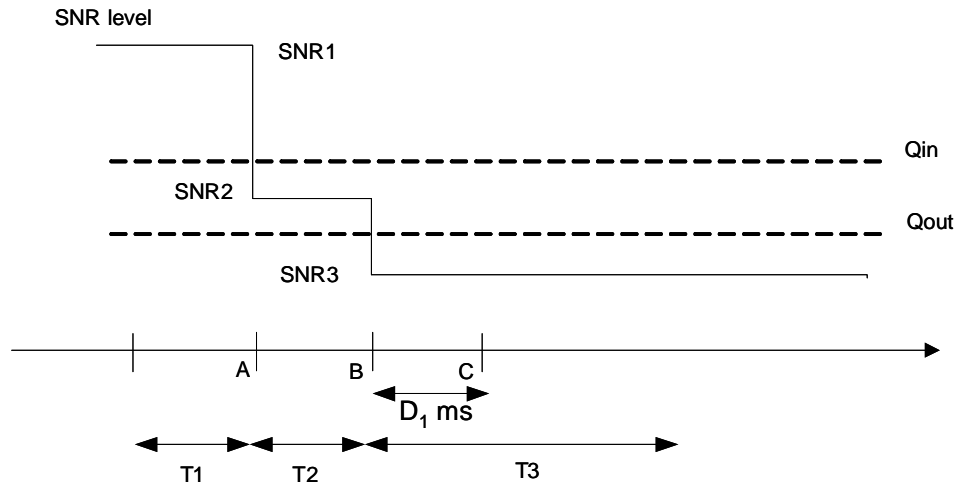 SNR level
SNR1
Qin
SNR2
Qout
SNR3
A
B
C
D1 ms
T1
T2
T3